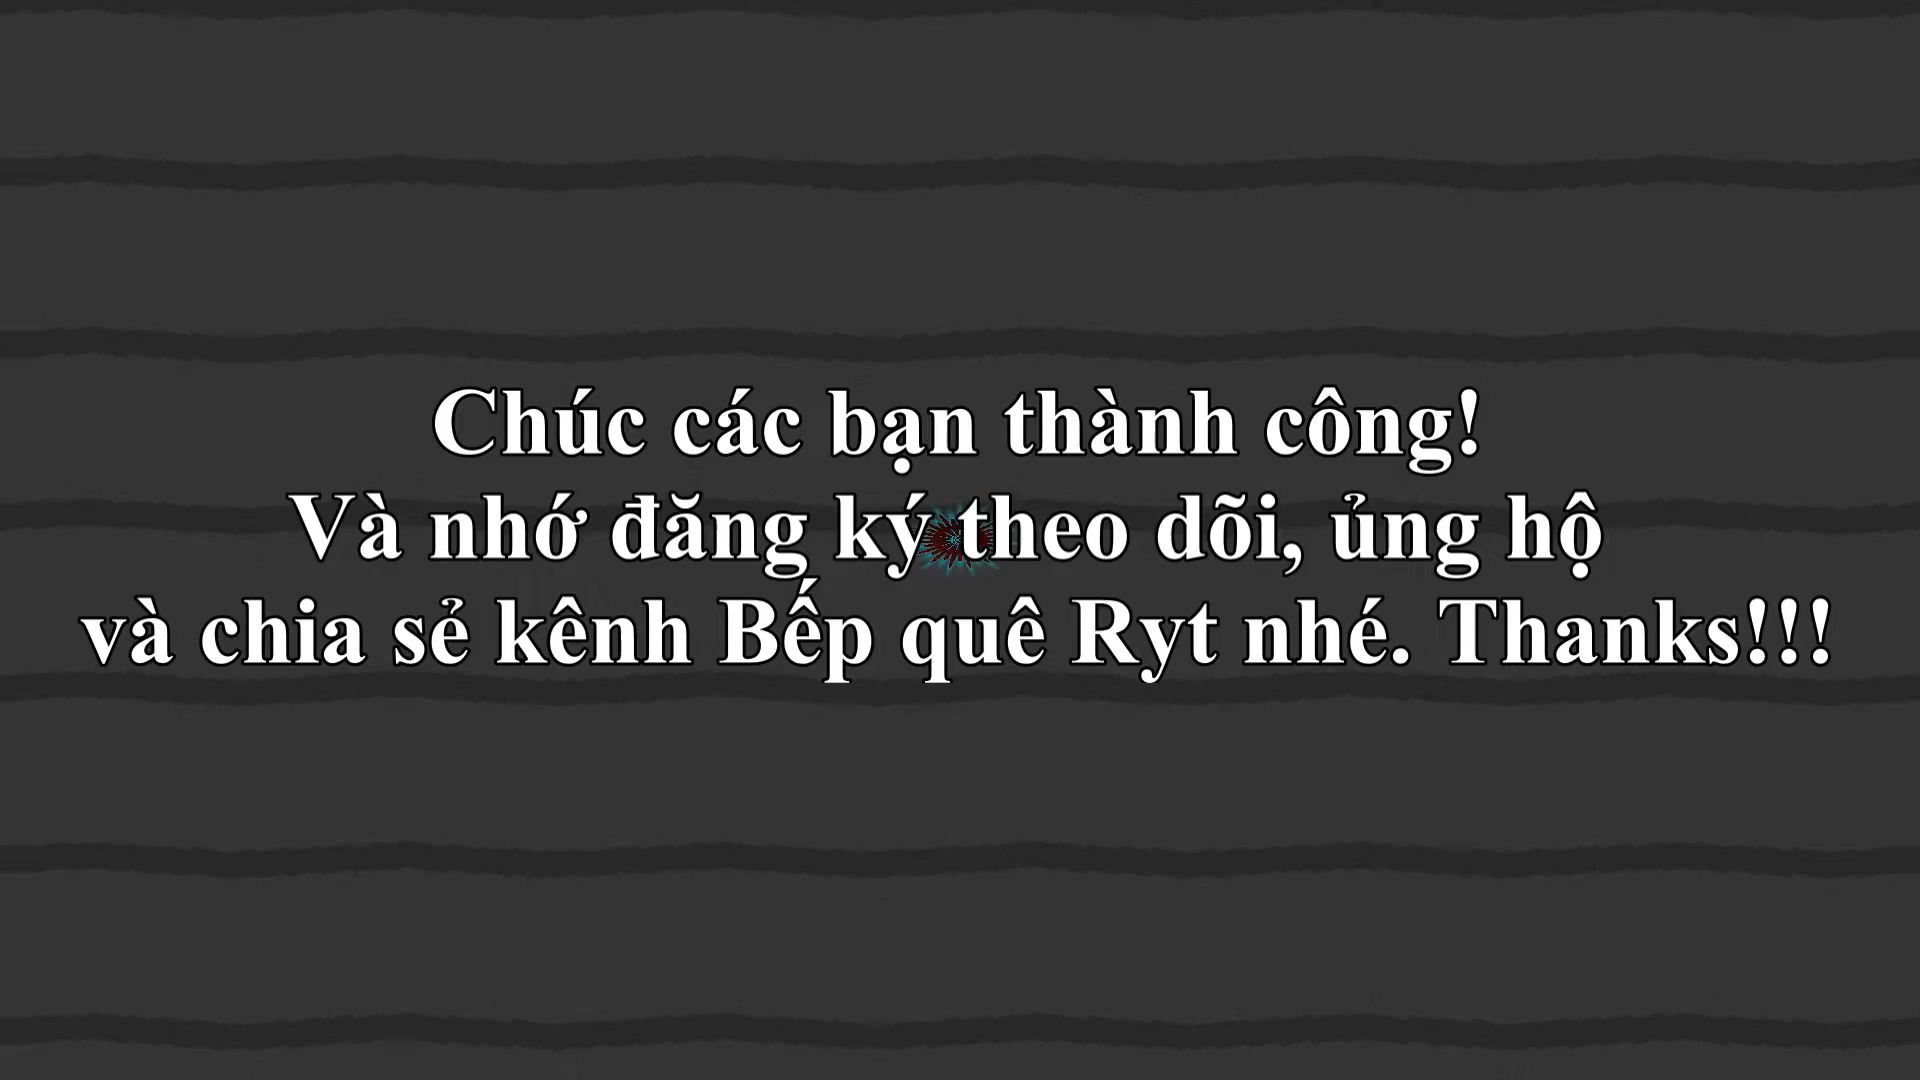 Chúc các bạn thành công!
Và nhớ đăng ký theo dõi, ủng hộ
và chia sẻ kênh Bếp quê Ryt nhé. Thanks!!!